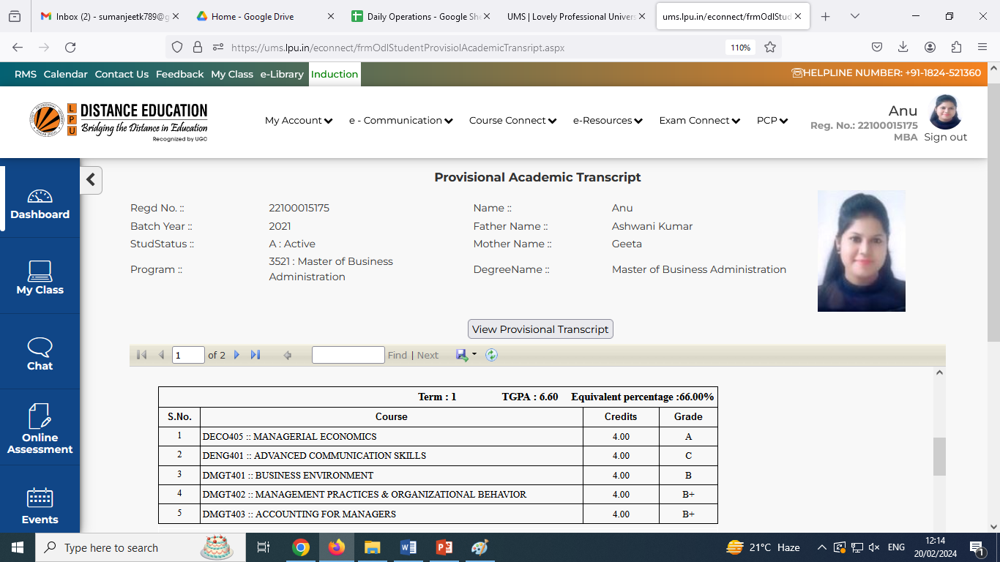 Inbox (2) - sumanjeetk789@g
Home - Google Drive
Daily Operations - Google She
UMS | Lovely Professional Univers
ums.lpu.in/econnect/frmOdlStud
https://ums.lpu.in/econnect/frmOdlStudentProvisiolAcademicTransript.aspx
110%
RMS Calendar Contact Us Feedback My Class e-Library Induction
HELPLINE NUMBER: +91-1824-521360
LPU DISTANCE EDUCATION
Bridging the Distance in Education
Recognized by UGC
My Account e - Communication Course Connect e-Resources Exam Connect PCP
Anu
Reg. No.: 22100015175
MBA
Sign out
Dashboard
My Class
Chat
Online Assessment
Events
Provisional Academic Transcript
Regd No. :: 22100015175 Name :: Anu
Batch Year :: 2021 Father Name :: Ashwani Kumar
StudStatus :: A : Active Mother Name :: Geeta
Program :: 3521 : Master of Business Administration DegreeName :: Master of Business Administration
View Provisional Transcript
1 of 2 Find | Next
Term : 1 TGPA : 6.60 Equivalent percentage :66.00%
S.No. Course Credits Grade
1 DECO405 :: MANAGERIAL ECONOMICS 4.00 A
2 DENG401 :: ADVANCED COMMUNICATION SKILLS 4.00 C
3 DMGT401 :: BUSINESS ENVIRONMENT 4.00 B
4 DMGT402 :: MANAGEMENT PRACTICES & ORGANIZATIONAL BEHAVIOR 4.00 B+
5 DMGT403 :: ACCOUNTING FOR MANAGERS 4.00 B+
Type here to search
21°C Haze
ENG
12:14
20/02/2024
1